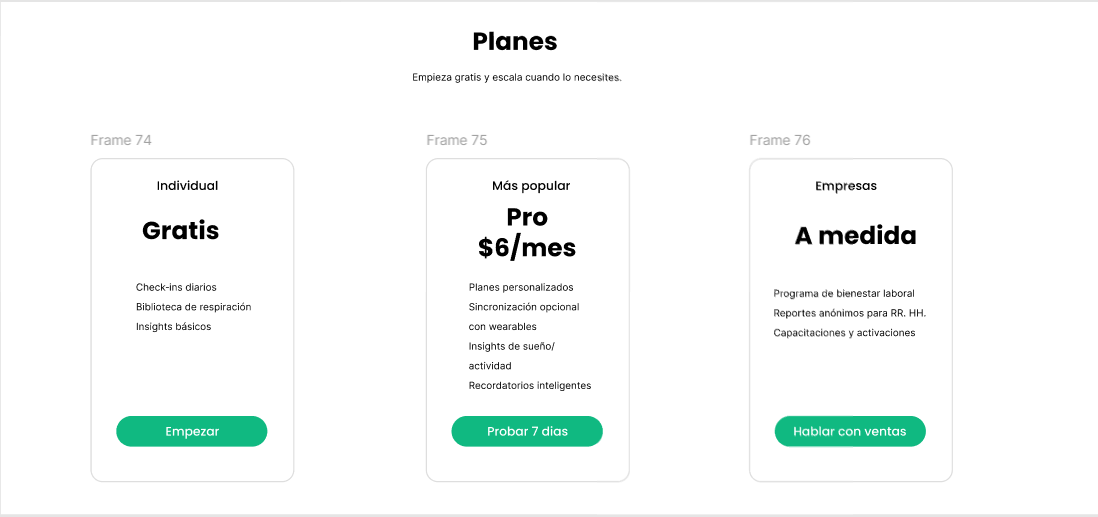 Planes
Empieza gratis y escala cuando lo necesites.
Frame 74
Individual
Gratis
Check-ins diarios
Biblioteca de respiración
Insights básicos
Empezar
Frame 75
Más popular
Pro
$6/mes
Planes personalizados
Sincronización opcional
con wearables
Insights de sueño/
actividad
Recordatorios inteligentes
Probar 7 días
Frame 76
Empresas
A medida
Programa de bienestar laboral
Reportes anónimos para RR. HH.
Capacitaciones y activaciones
Hablar con ventas